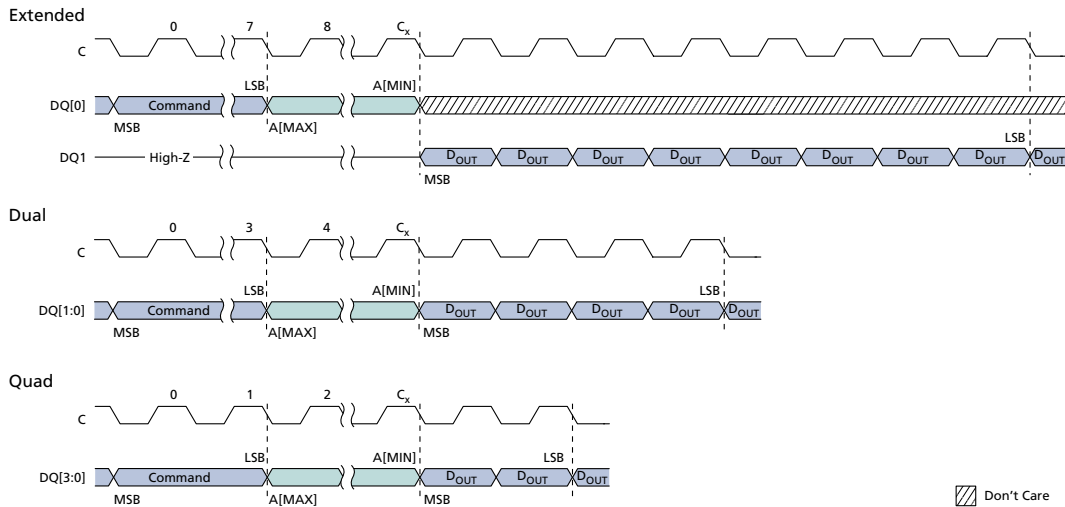 Extended
0 7 8 Cx
C
LSB A[MIN]
DQ[0] Command
MSB A[MAX]
LSB
DQ1 High-Z DOUT DOUT DOUT DOUT DOUT DOUT DOUT DOUT DOUT
MSB
Dual
0 3 4 Cx
C
LSB A[MIN] LSB
DQ[1:0] Command DOUT DOUT DOUT DOUT DOUT
MSB A[MAX] MSB
Quad
0 1 2 Cx
C
LSB A[MIN] LSB
DQ[3:0] Command DOUT DOUT DOUT
MSB A[MAX] MSB
Don't Care